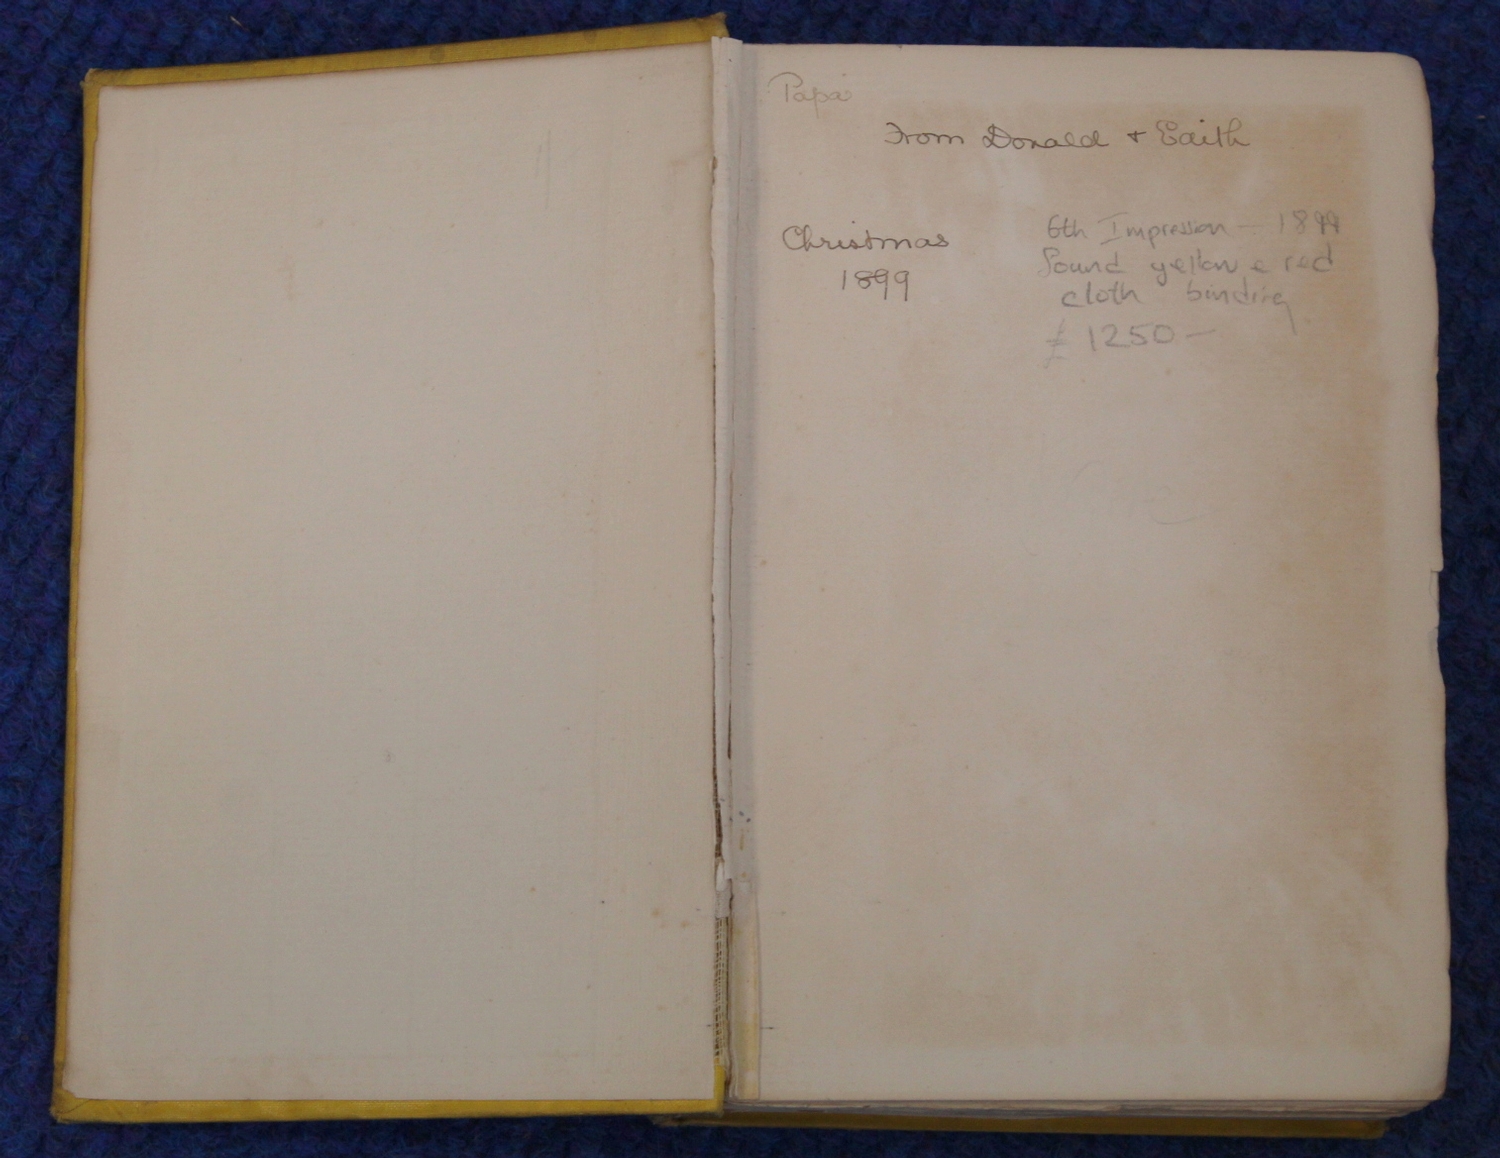 Papa
From Donald + Edith
Christmas
1899
6th Impression — 1899
Sound yellow & red
cloth binding
£ 1250 —